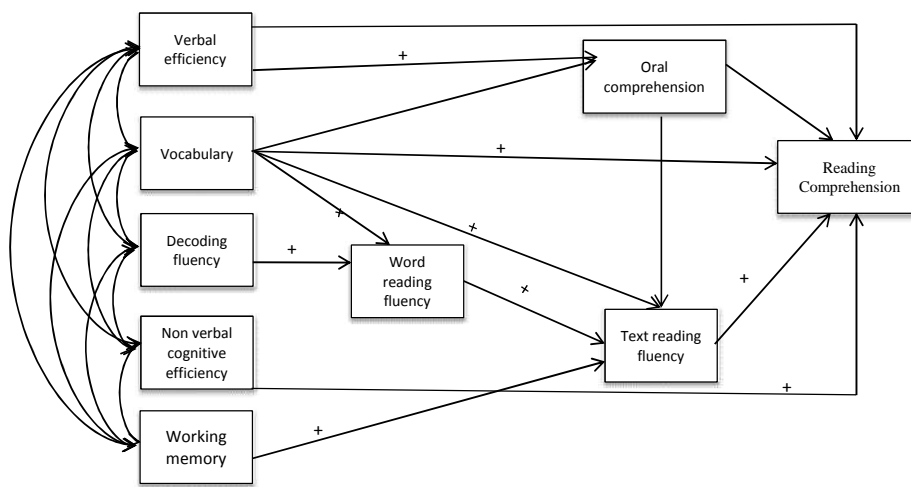 Verbal
efficiency
+
Oral
comprehension
Vocabulary
+
Reading
Comprehension
+
+
Decoding
fluency
+
Word
reading
fluency
+
+
Non verbal
cognitive
efficiency
Text reading
fluency
+
Working
memory
+